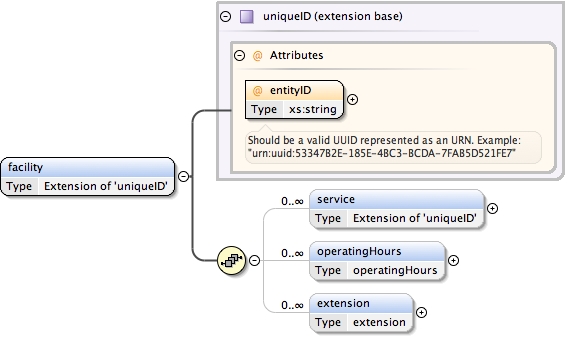 uniqueID (extension base)
@ Attributes
@ entityID
Type xs:string
Should be a valid UUID represented as an URN. Example:
"urn:uuid:53347B2E-185E-4BC3-BCDA-7FAB5D521FE7"
facility
Type Extension of 'uniqueID'
0..∞ service
Type Extension of 'uniqueID'
0..∞ operatingHours
Type operatingHours
0..∞ extension
Type extension